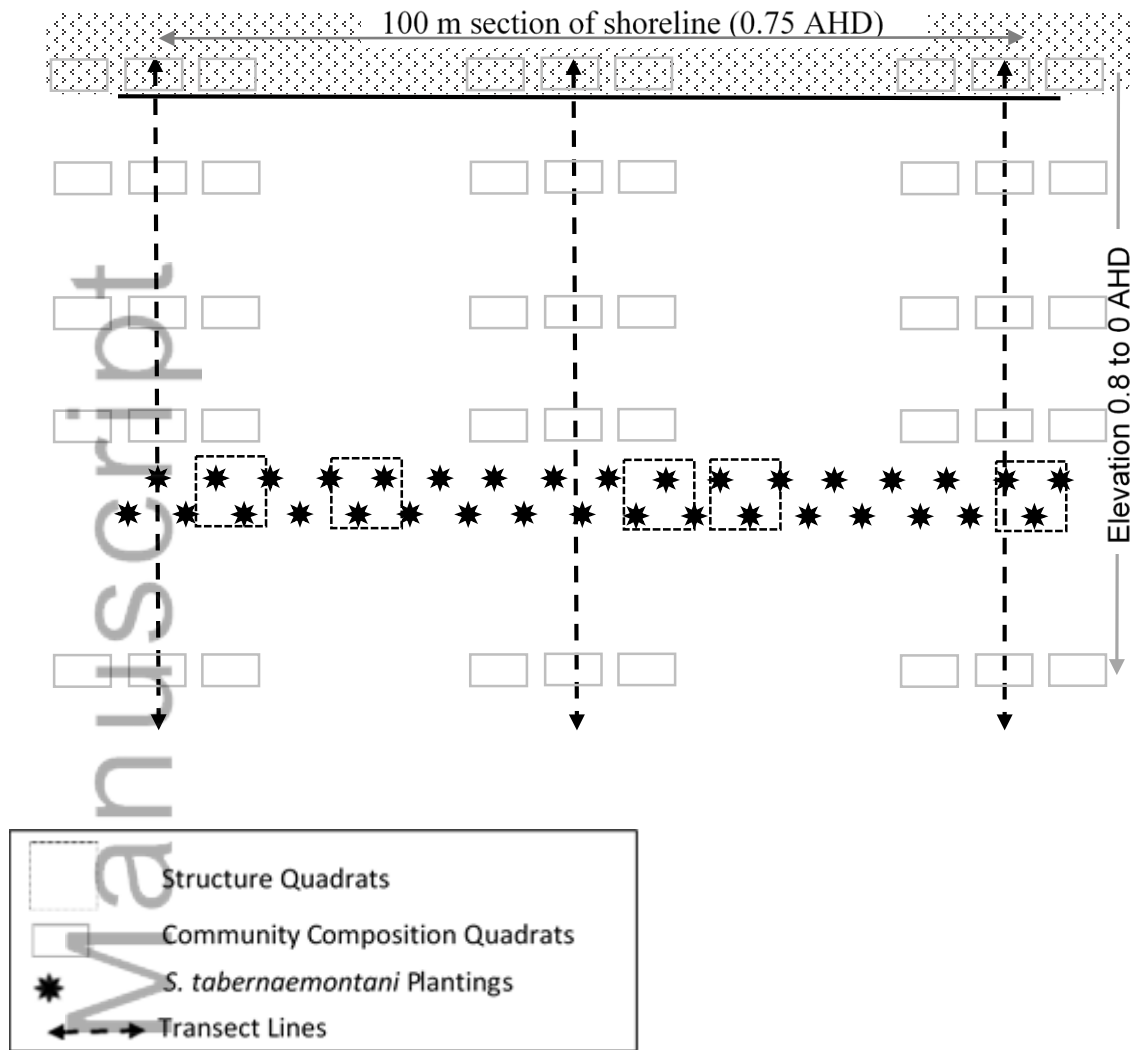 100 m section of shoreline (0.75 AHD)
Elevation 0.8 to 0 AHD
Manuscript
Structure Quadrats
Community Composition Quadrats
S. tabernaemontani Plantings
Transect Lines